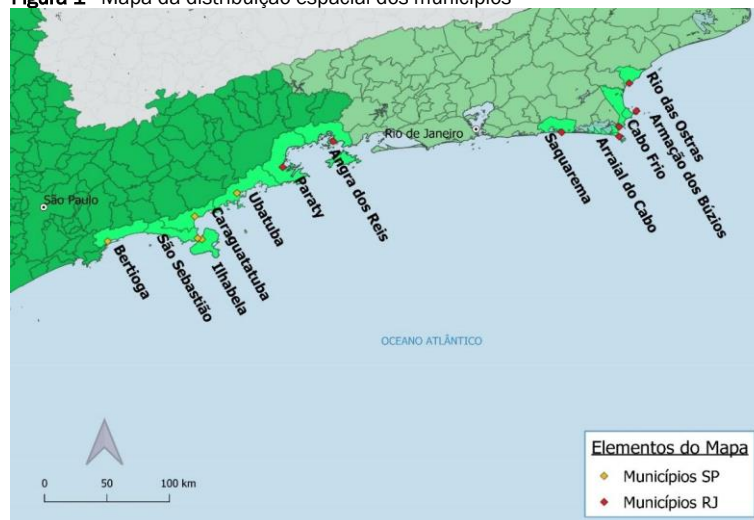 Figura 1 - Mapa da distribuição espacial dos municípios
Rio de Janeiro
São Paulo
Bertioga
São Sebastião
Ilhabela
Caraguatatuba
Ubatuba
Paraty
Angra dos Reis
Saquarema
Arraial do Cabo
Cabo Frio
Armação dos Búzios
Rio das Ostras
OCEANO ATLÂNTICO
0 50 100 km
Elementos do Mapa
Municípios SP
Municípios RJ